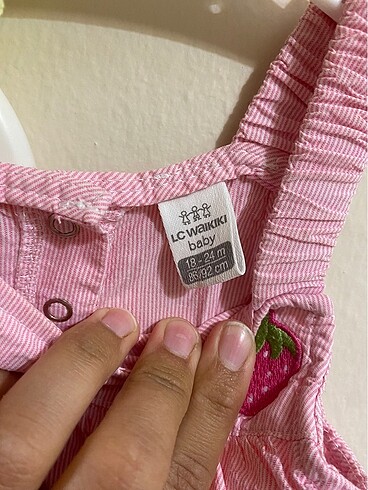 LC WAIKIKI
baby
18 - 24 m
86/92 cm